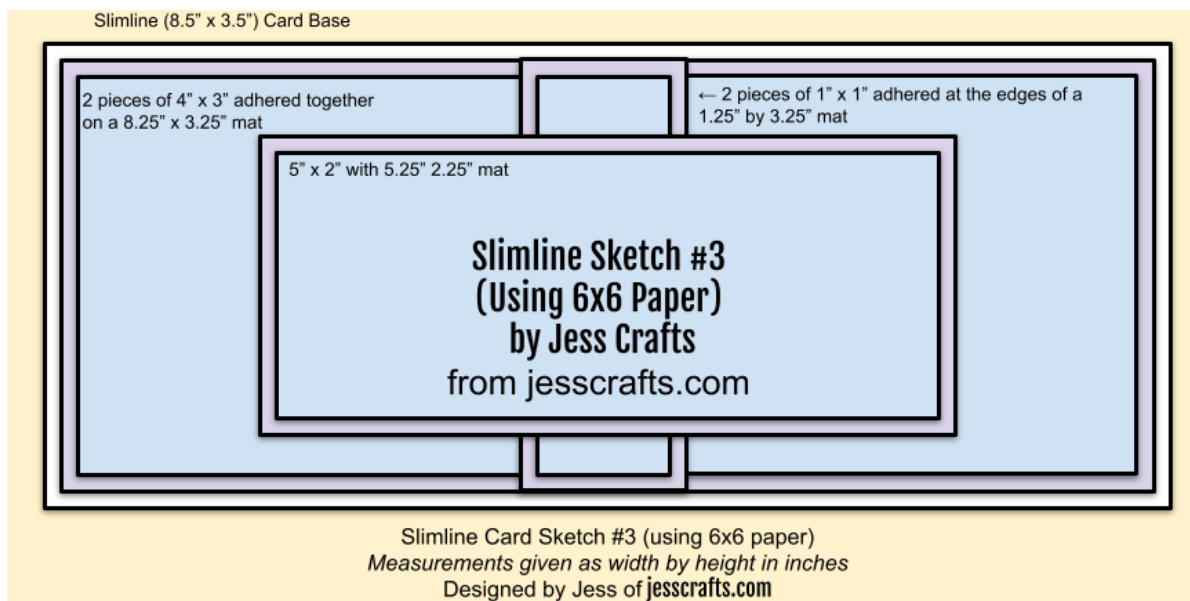 Slimline (8.5” x 3.5”) Card Base
2 pieces of 4” x 3” adhered together
on a 8.25" x 3.25” mat
← 2 pieces of 1” x 1” adhered at the edges of a
1.25” by 3.25” mat
5” x 2” with 5.25” 2.25” mat
Slimline Sketch #3
(Using 6x6 Paper)
by Jess Crafts
from jesscrafts.com
Slimline Card Sketch #3 (using 6x6 paper)
Measurements given as width by height in inches
Designed by Jess of jesscrafts.com